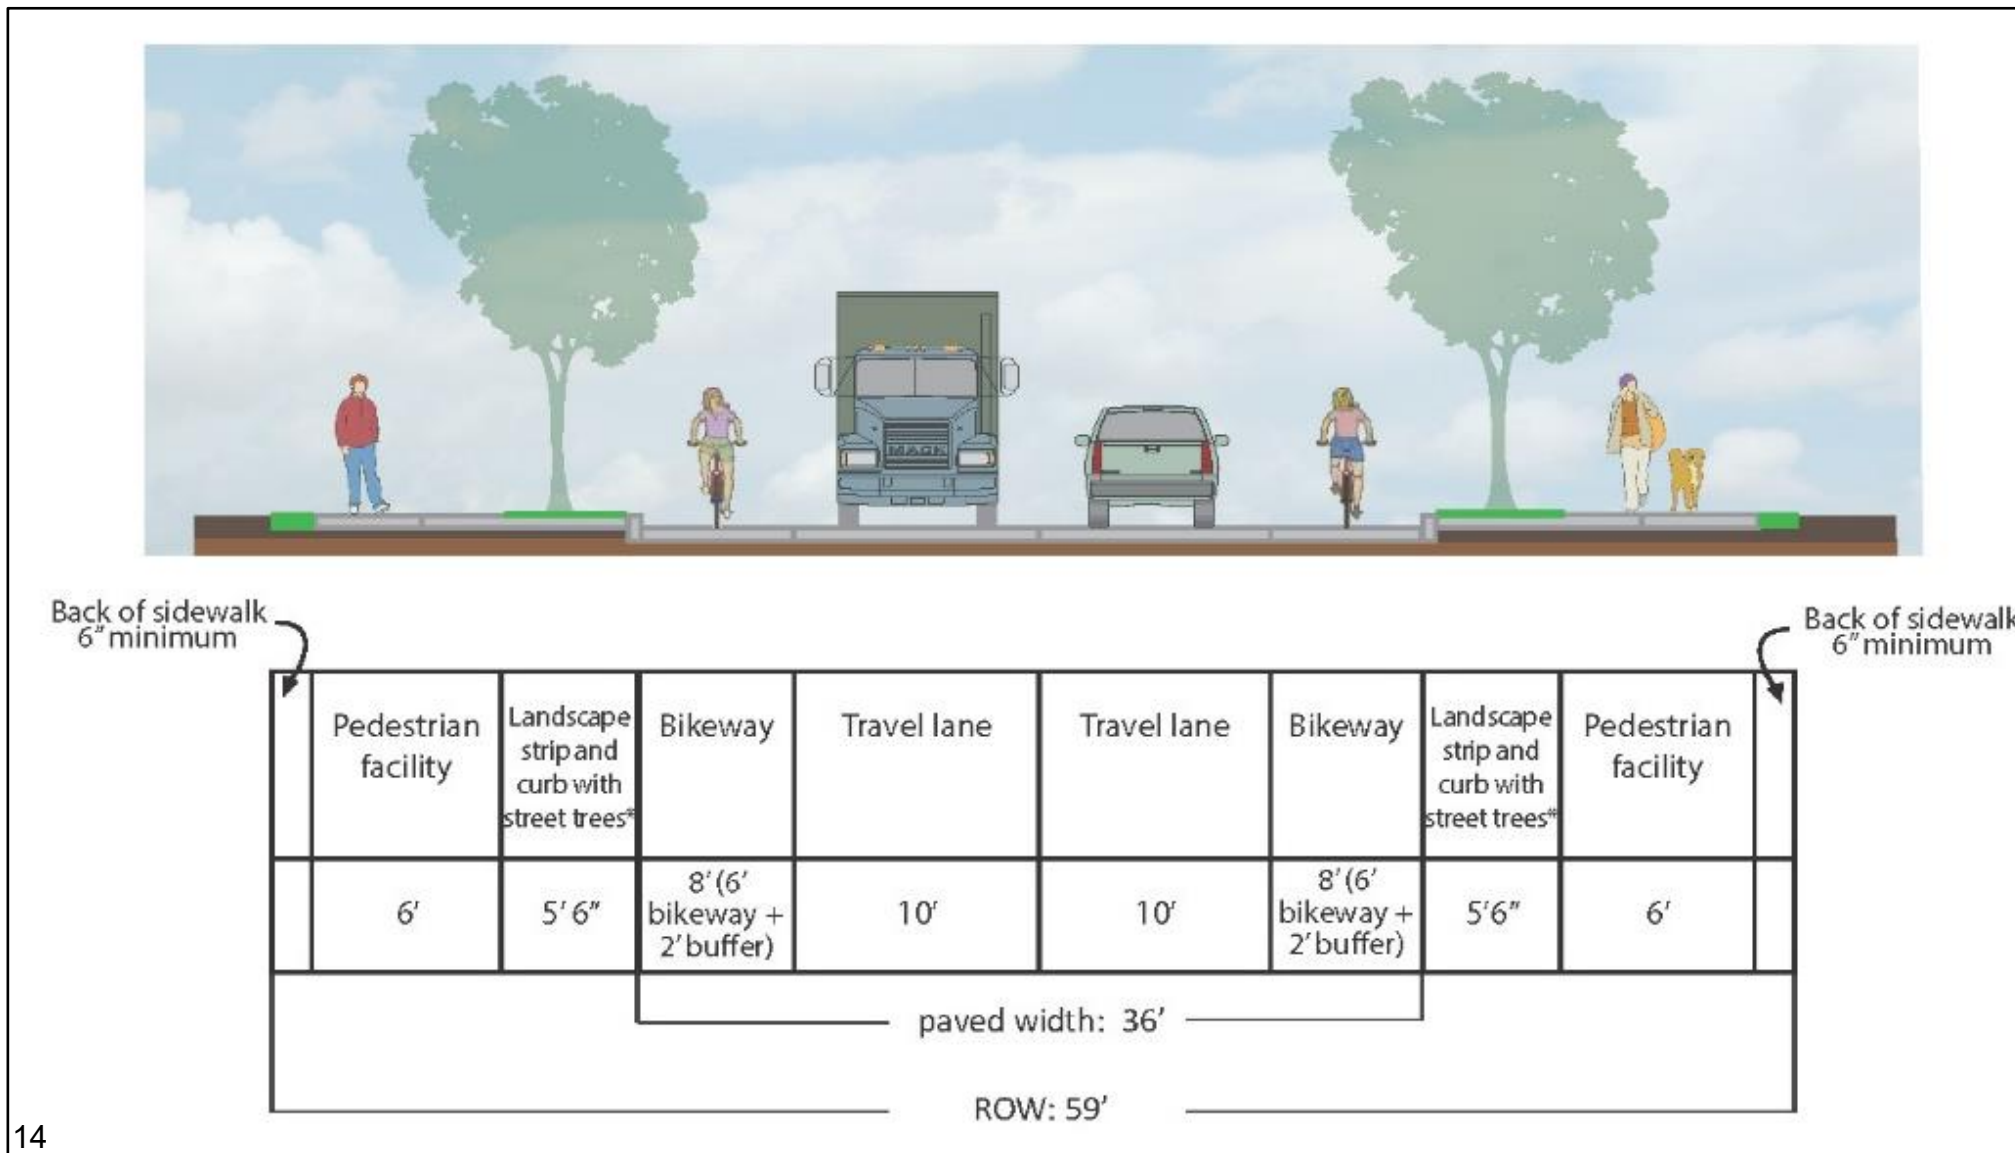 MACK
Back of sidewalk
6" minimum
Back of sidewalk
6" minimum
Pedestrian
facility
Landscape
strip and
curb with
street trees*
Bikeway
Travel lane
Travel lane
Bikeway
Landscape
strip and
curb with
street trees*
Pedestrian
facility
6'
5' 6"
8' (6'
bikeway +
2' buffer)
10'
10'
8' (6'
bikeway +
2' buffer)
5'6"
6'
paved width: 36'
ROW: 59'
14